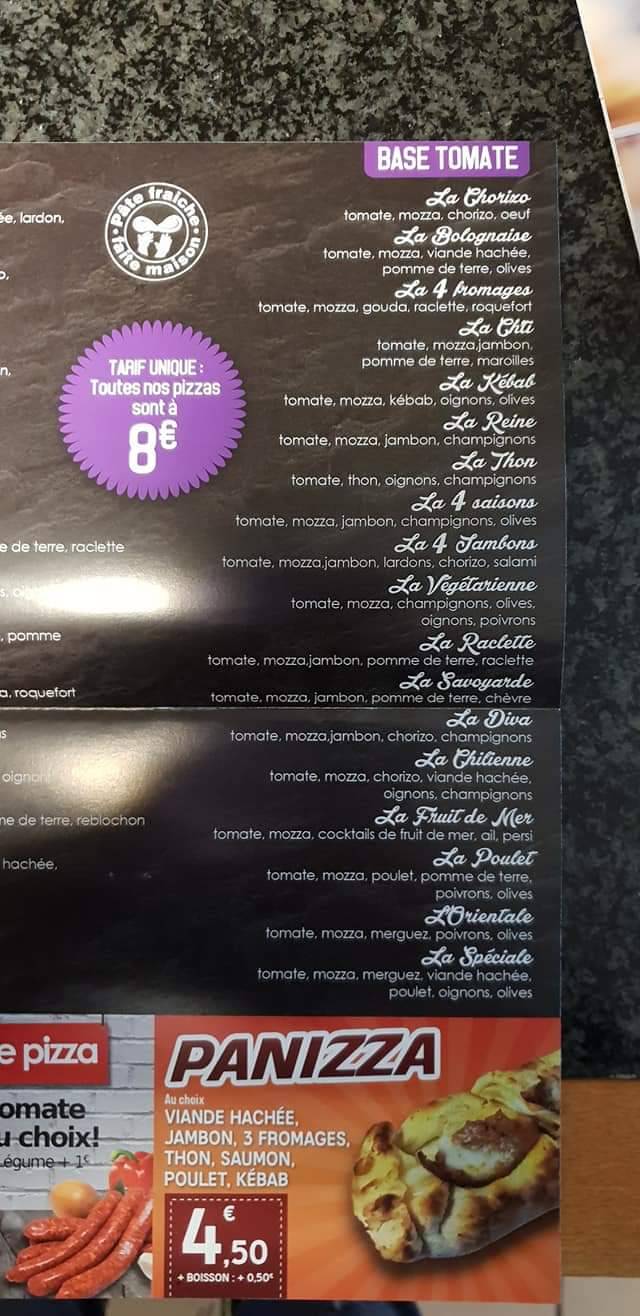 BASE TOMATE
La Chorizo
tomate, mozza, chorizo, oeuf
La Bolognaise
tomate, mozza, viande hachée,
pomme de terre, olives
La 4 fromages
tomate, mozza, gouda, raclette, roquefort
La Chti
tomate, mozza,jambon,
pomme de terre, maroilles
La Kébab
tomate, mozza, kébab, oignons, olives
La Reine
tomate, mozza, jambon, champignons
La Thon
tomate, thon, oignons, champignons
La 4 saisons
tomate, mozza, jambon, champignons, olives
La 4 Jambons
tomate, mozza,jambon, lardons, chorizo, salami
La Végétarienne
tomate, mozza, champignons, olives,
oignons, poivrons
La Raclette
tomate, mozza,jambon, pomme de terre, raclette
La Savoyarde
tomate, mozza, jambon, pomme de terre, chèvre
La Diva
tomate, mozza,jambon, chorizo, champignons
La Chilienne
tomate, mozza, chorizo, viande hachée,
oignons, champignons
La Fruit de Mer
tomate, mozza, cocktails de fruit de mer, ail, persi
La Poulet
tomate, mozza, poulet, pomme de terre,
poivrons, olives
L'Orientale
tomate, mozza, merguez, poivrons, olives
La Spéciale
tomate, mozza, merguez, viande hachée,
poulet, oignons, olives
Pâte fraîche
faite maison
TARIF UNIQUE :
Toutes nos pizzas
sont à
8€
ée, lardon,
e de terre, raclette
, pomme
a, roquefort
oignon
ne de terre, reblochon
hachée,
e pizza
omate
u choix!
égume + 1€
PANIZZA
Au choix
VIANDE HACHÉE,
JAMBON, 3 FROMAGES,
THON, SAUMON,
POULET, KÉBAB
4€,50
+ BOISSON : + 0,50€